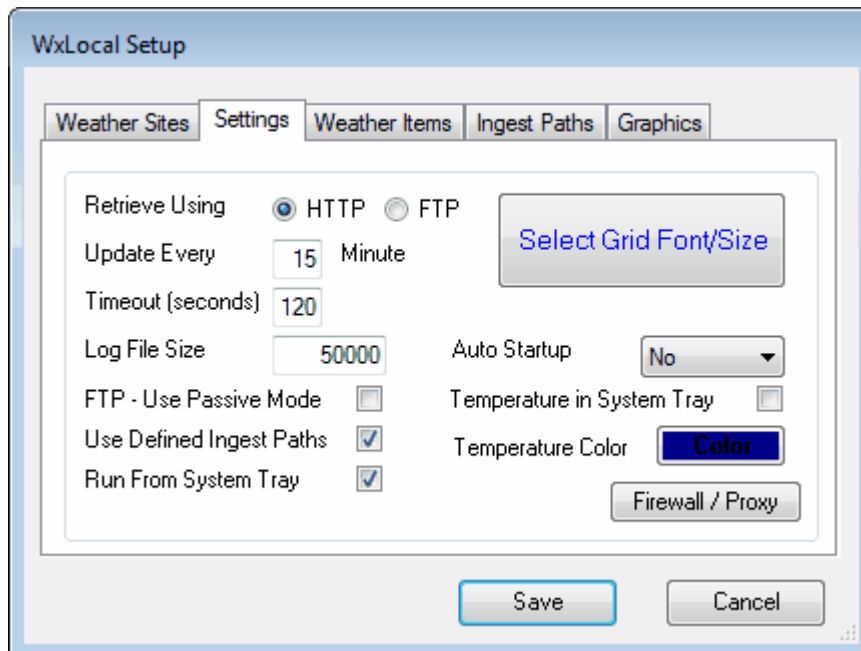 WxLocal Setup
Weather Sites Settings Weather Items Ingest Paths Graphics
Retrieve Using HTTP FTP
Select Grid Font/Size
Update Every 15 Minute
Timeout (seconds) 120
Log File Size 50000 Auto Startup No
FTP - Use Passive Mode Temperature in System Tray
Use Defined Ingest Paths Temperature Color Color
Run From System Tray
Firewall / Proxy
Save Cancel